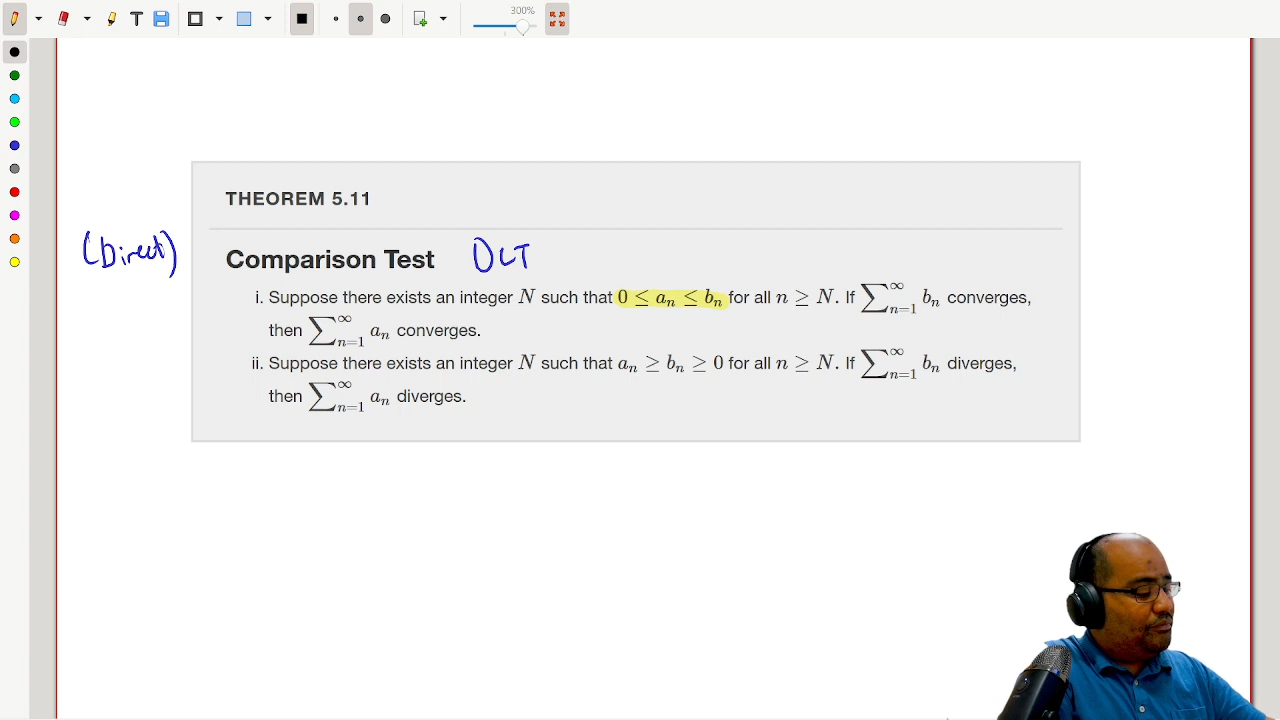 300%
THEOREM 5.11
(Direct)
Comparison Test DCT
i. Suppose there exists an integer N such that 0 ≤ aₙ ≤ bₙ for all n ≥ N. If ∑_{n=1}^{∞} bₙ converges,
then ∑_{n=1}^{∞} aₙ converges.
ii. Suppose there exists an integer N such that aₙ ≥ bₙ ≥ 0 for all n ≥ N. If ∑_{n=1}^{∞} bₙ diverges,
then ∑_{n=1}^{∞} aₙ diverges.